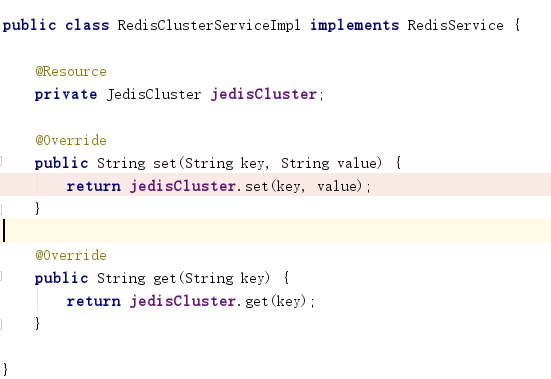 public class RedisClusterServiceImpl implements RedisService {
@Resource
private JedisCluster jedisCluster;
@Override
public String set(String key, String value) {
return jedisCluster.set(key, value);
}
@Override
public String get(String key) {
return jedisCluster.get(key);
}
}